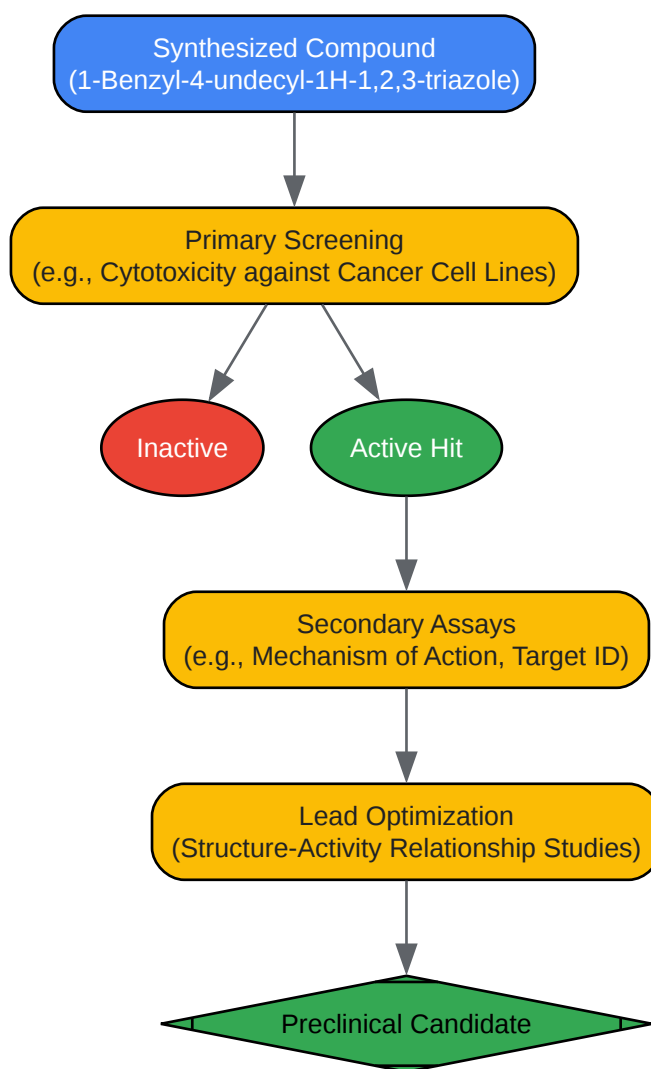 Synthesized Compound
(1-Benzyl-4-undecyl-1H-1,2,3-triazole)
Primary Screening
(e.g., Cytotoxicity against Cancer Cell Lines)
Inactive
Active Hit
Secondary Assays
(e.g., Mechanism of Action, Target ID)
Lead Optimization
(Structure-Activity Relationship Studies)
Preclinical Candidate